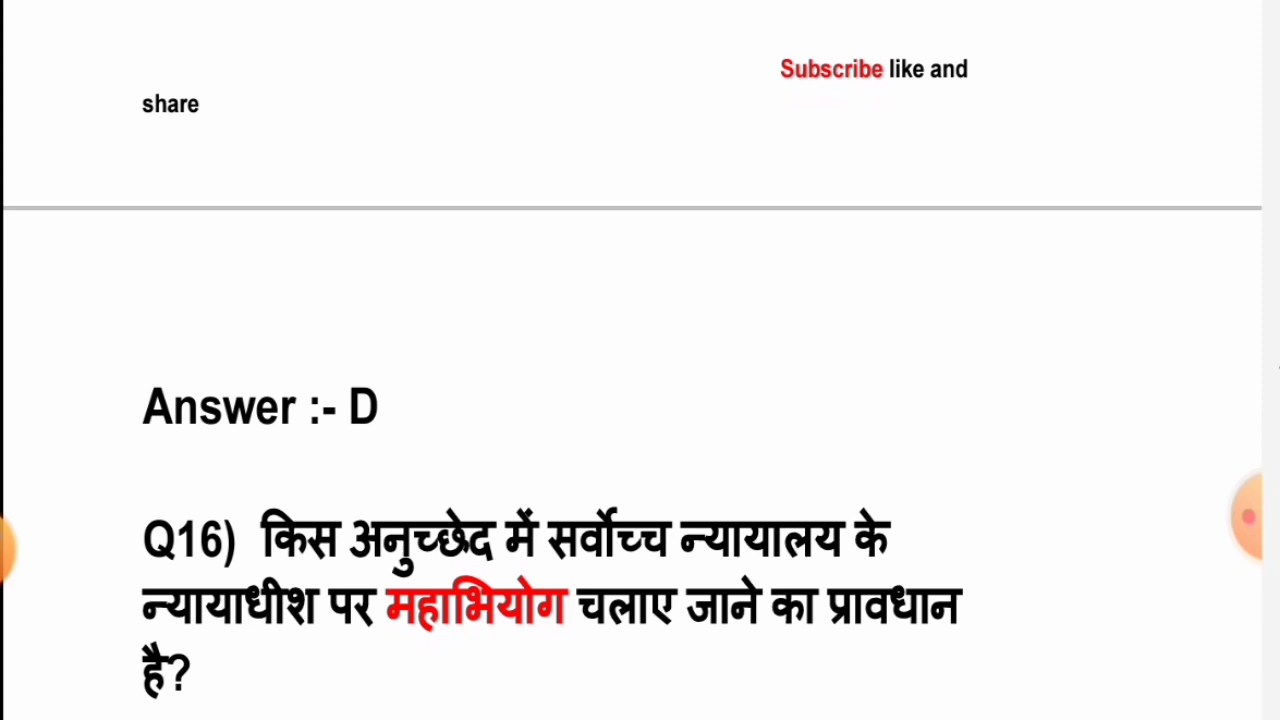 Subscribe like and
share
Answer :- D
Q16) किस अनुच्छेद में सर्वोच्च न्यायालय के
न्यायाधीश पर महाभियोग चलाए जाने का प्रावधान
है?